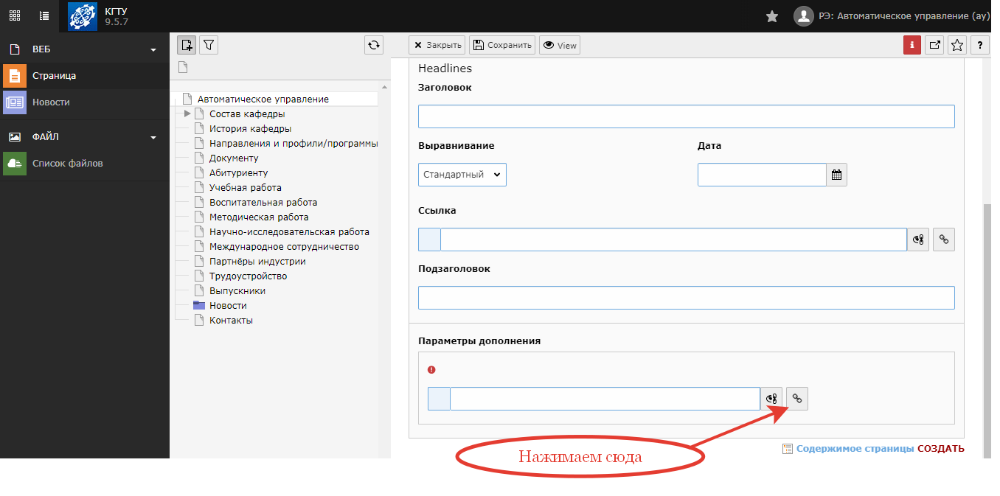 КГТУ
9.5.7
РЭ: Автоматическое управление (ау)
ВЕБ
Страница
Новости
ФАЙЛ
Список файлов
Автоматическое управление
Состав кафедры
История кафедры
Направления и профили/программы
Документу
Абитуриенту
Учебная работа
Воспитательная работа
Методическая работа
Научно-исследовательская работа
Международное сотрудничество
Партнёры индустрии
Трудоустройство
Выпускники
Новости
Контакты
Закрыть Сохранить View
Headlines
Заголовок
Выравнивание Дата
Стандартный
Ссылка
Подзаголовок
Параметры дополнения
Содержимое страницы СОЗДАТЬ
Нажимаем сюда